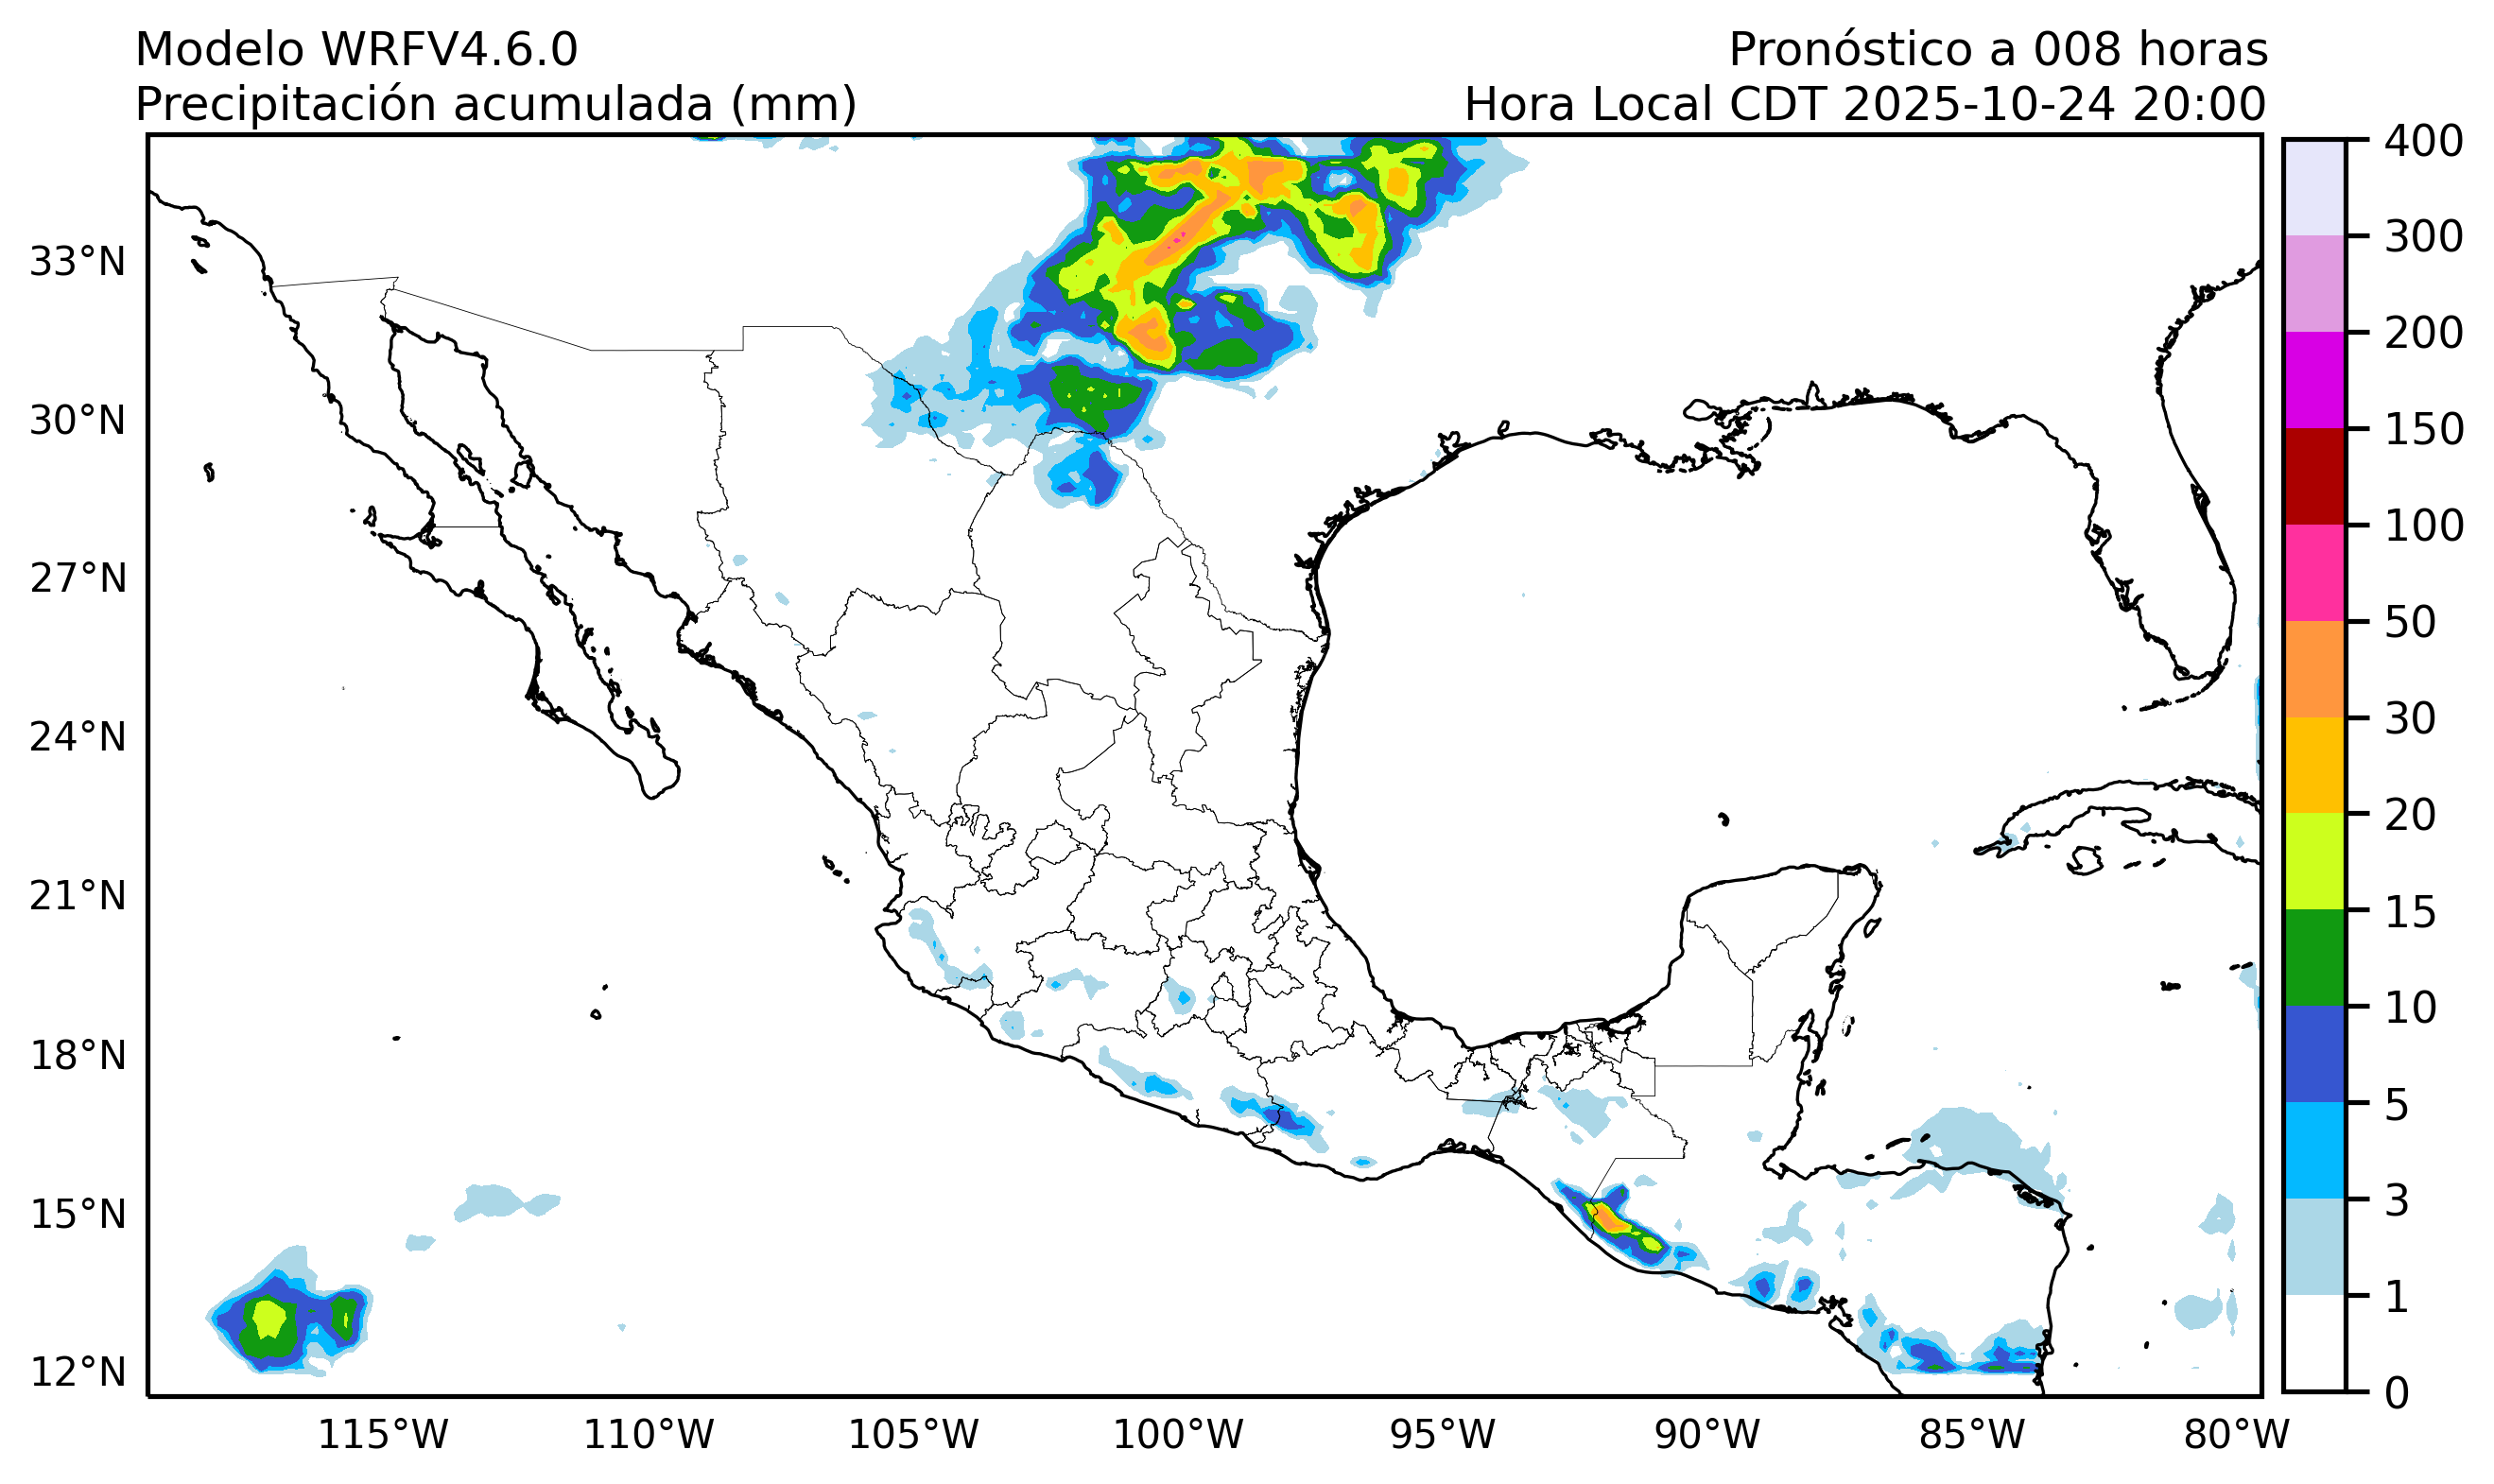 Modelo WRFV4.6.0
Pronóstico a 008 horas
Precipitación acumulada (mm)
Hora Local CDT 2025-10-24 20:00
33°N
30°N
27°N
24°N
21°N
18°N
15°N
12°N
115°W
110°W
105°W
100°W
95°W
90°W
85°W
80°W
400
300
200
150
100
50
30
20
15
10
5
3
1
0